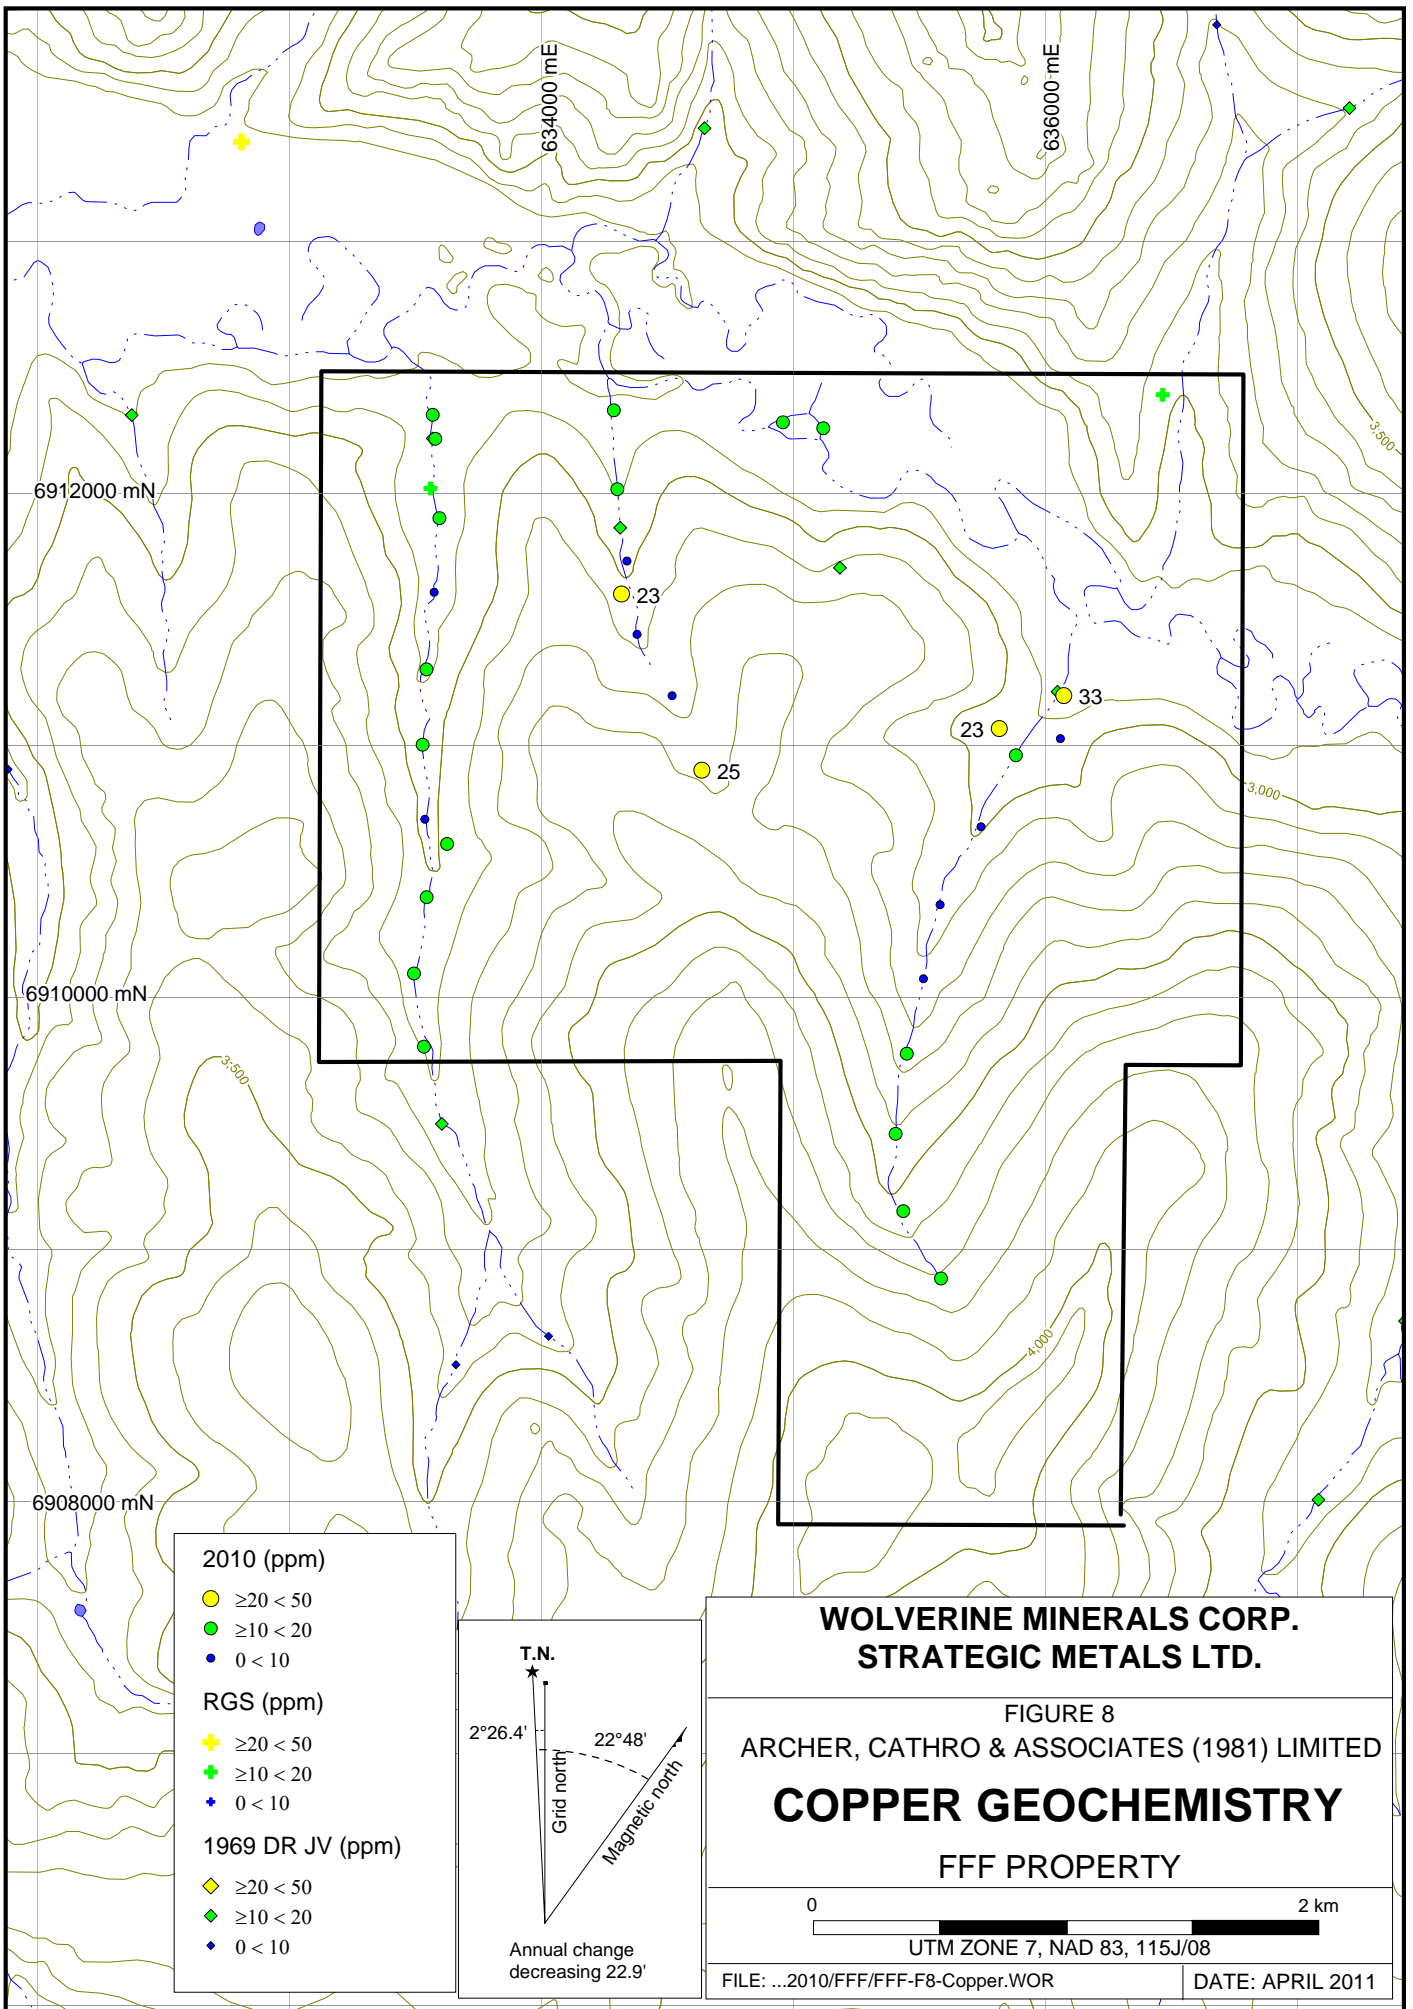 634000 mE
636000 mE
3,500
6912000 mN
23
33
23
25
3,000
6910000 mN
3,500
4,000
6908000 mN
2010 (ppm)
≥20 < 50
≥10 < 20
0 < 10
RGS (ppm)
≥20 < 50
≥10 < 20
0 < 10
1969 DR JV (ppm)
≥20 < 50
≥10 < 20
0 < 10
T.N.
2°26.4'
22°48'
Grid north
Magnetic north
Annual change
decreasing 22.9'
WOLVERINE MINERALS CORP.
STRATEGIC METALS LTD.
FIGURE 8
ARCHER, CATHRO & ASSOCIATES (1981) LIMITED
COPPER GEOCHEMISTRY
FFF PROPERTY
0 2 km
UTM ZONE 7, NAD 83, 115J/08
FILE: ...2010/FFF/FFF-F8-Copper.WOR
DATE: APRIL 2011